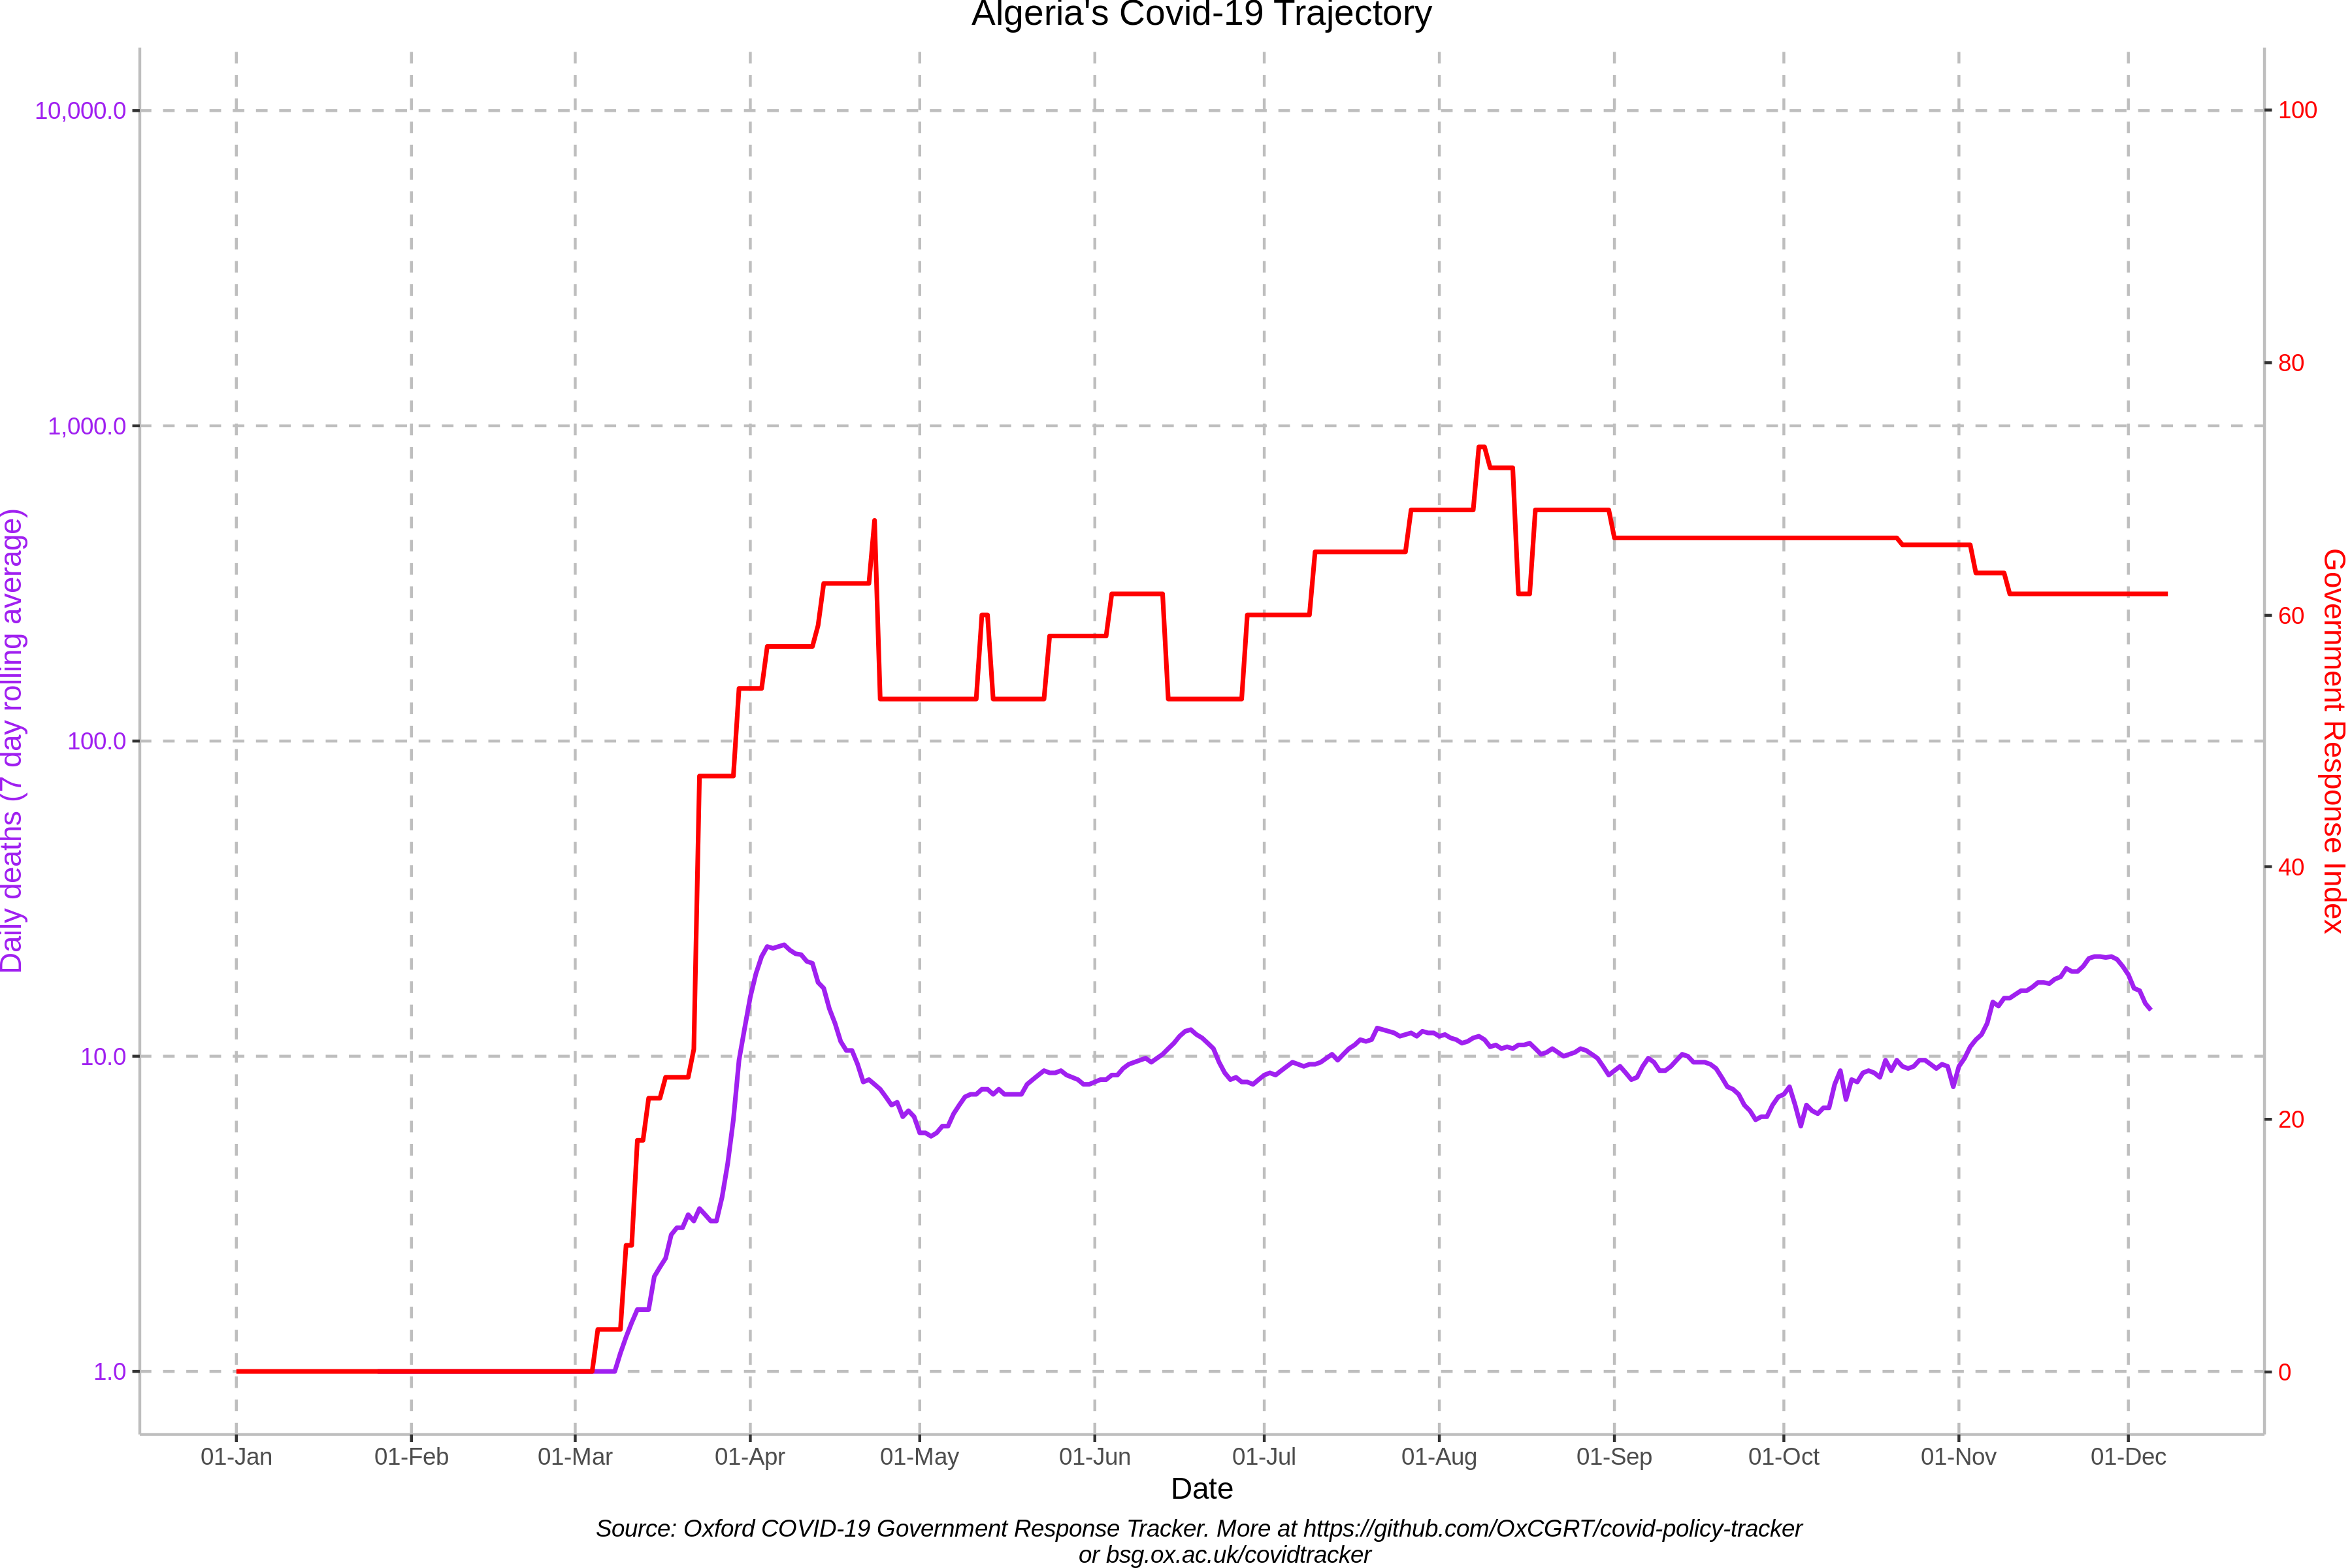 Algeria's Covid-19 Trajectory
10,000.0
1,000.0
100.0
10.0
1.0
Daily deaths (7 day rolling average)
100
80
60
40
20
0
Government Response Index
01-Jan 01-Feb 01-Mar 01-Apr 01-May 01-Jun 01-Jul 01-Aug 01-Sep 01-Oct 01-Nov 01-Dec
Date
Source: Oxford COVID-19 Government Response Tracker. More at https://github.com/OxCGRT/covid-policy-tracker
or bsg.ox.ac.uk/covidtracker